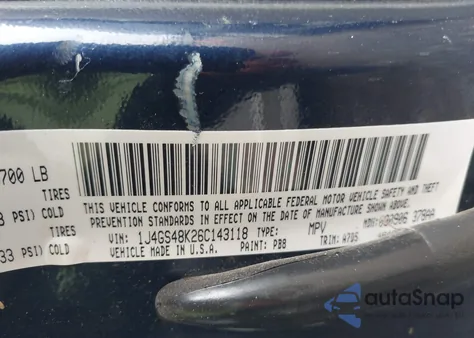 700 LB
TIRES
PSI) COLD
TIRES
33 PSI) COLD
THIS VEHICLE CONFORMS TO ALL APPLICABLE FEDERAL MOTOR VEHICLE SAFETY AND THEFT
PREVENTION STANDARDS IN EFFECT ON THE DATE OF MANUFACTURE SHOWN ABOVE.
VIN: 1J4GS48K26C143118 TYPE: MPV
VEHICLE MADE IN U.S.A. PAINT: PB8 TRIM: A7D5
autaSnap